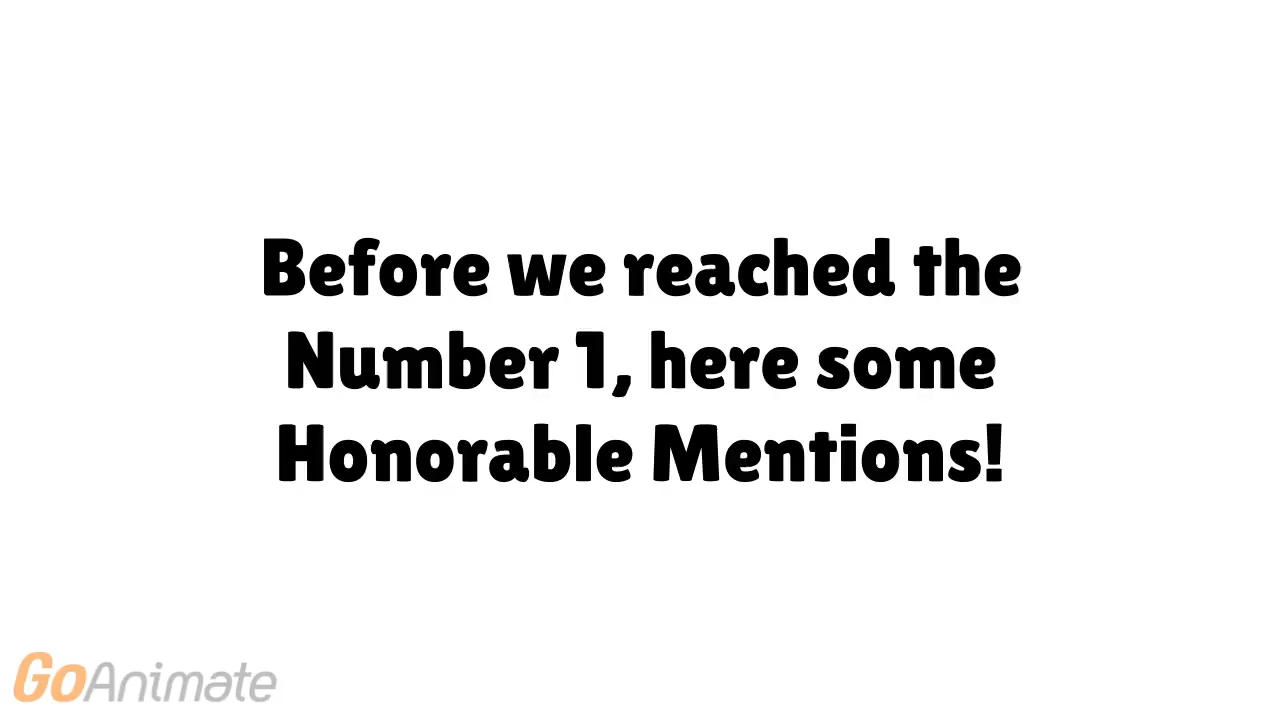 Before we reached the
Number 1, here some
Honorable Mentions!
GoAnimate